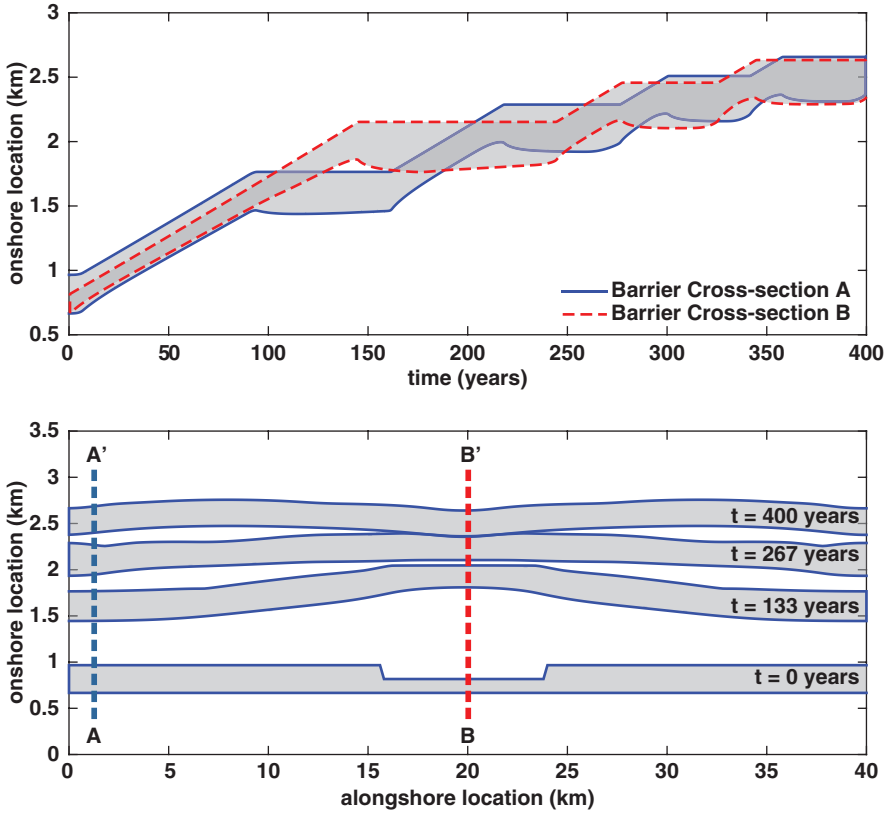 3
2.5
2
1.5
1
0.5
onshore location (km)
Barrier Cross-section A
Barrier Cross-section B
0 50 100 150 200 250 300 350 400
time (years)
3.5
3
2.5
2
1.5
1
0.5
0
onshore location (km)
A’ B’
t = 400 years
t = 267 years
t = 133 years
t = 0 years
A B
0 5 10 15 20 25 30 35 40
alongshore location (km)